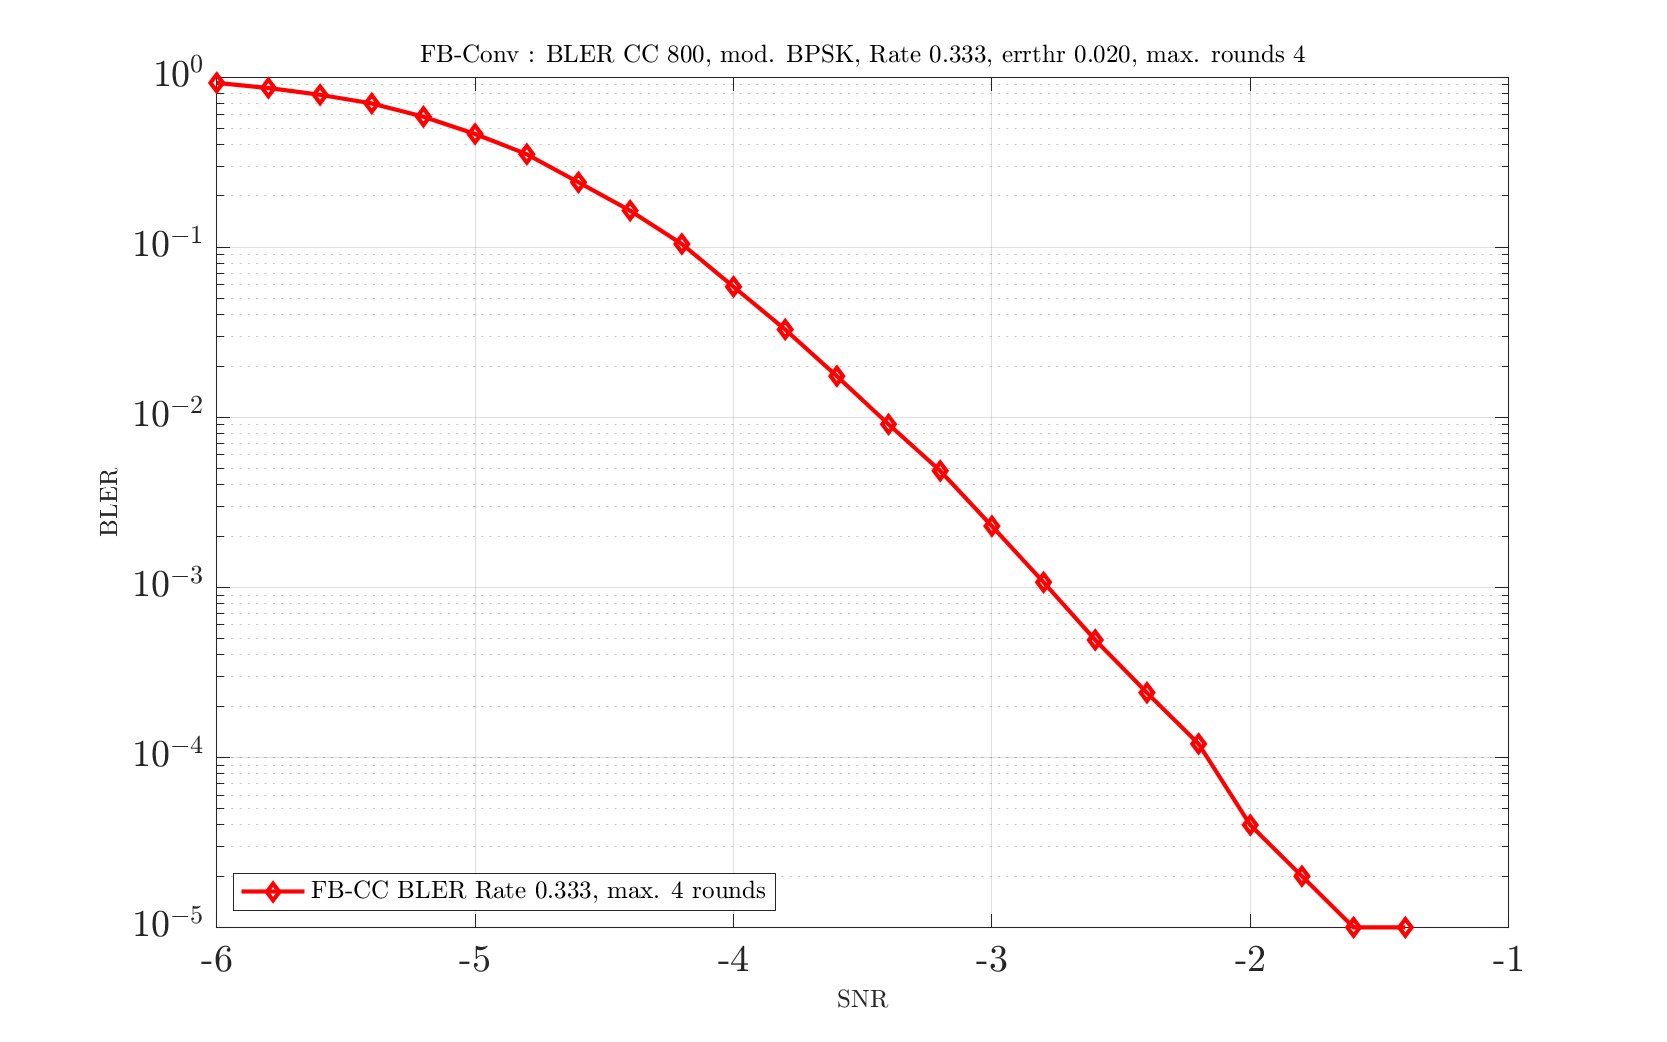 FB-Conv : BLER CC 800, mod. BPSK, Rate 0.333, errthr 0.020, max. rounds 4
10^0
10^{-1}
10^{-2}
10^{-3}
10^{-4}
10^{-5}
BLER
FB-CC BLER Rate 0.333, max. 4 rounds
-6 -5 -4 -3 -2 -1
SNR